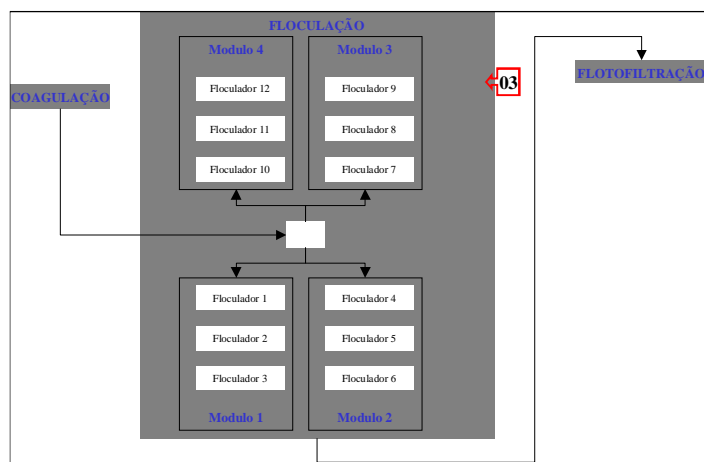 FLOCULAÇÃO
Modulo 4
Modulo 3
Floculador 12
Floculador 9
Floculador 11
Floculador 8
Floculador 10
Floculador 7
03
FLOTOFILTRAÇÃO
COAGULAÇÃO
Floculador 1
Floculador 4
Floculador 2
Floculador 5
Floculador 3
Floculador 6
Modulo 1
Modulo 2